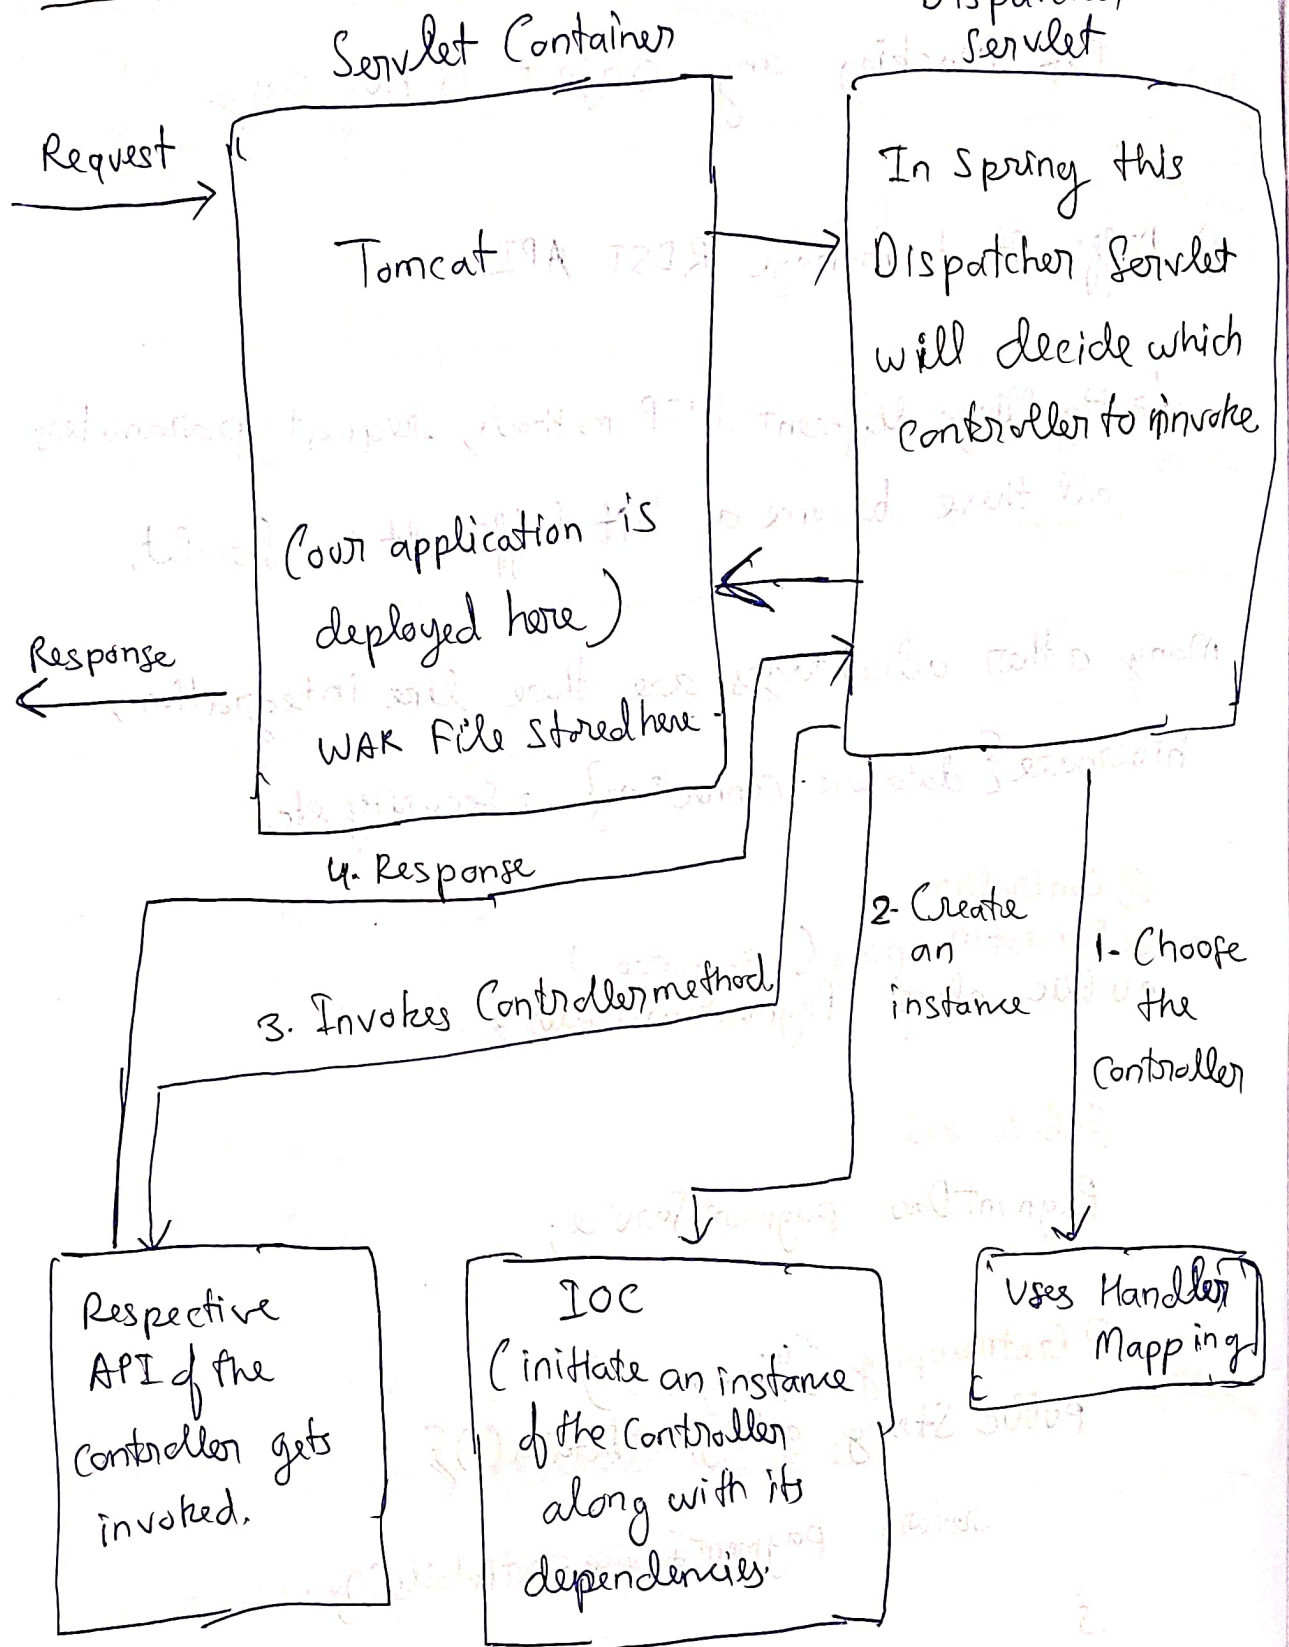 Servlet Container
Servlet
Request
Tomcat
(our application is
deployed here)
WAR File stored here
Response
In Spring this
Dispatcher Servlet
will decide which
controller to invoke
4. Response
3. Invokes Controller method
2- Create
an
instance
1- Choose
the
Controller
Respective
API of the
controller gets
invoked.
IOC
(initiate an instance
of the Controller
along with its
dependencies.
Uses Handler
Mapping